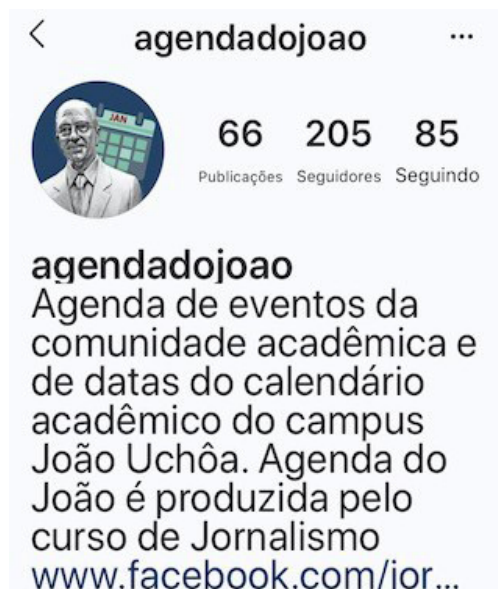 agendadojoao
JAN
66 205 85
Publicações Seguidores Seguindo
agendadojoao
Agenda de eventos da
comunidade acadêmica e
de datas do calendário
acadêmico do campus
João Uchôa. Agenda do
João é produzida pelo
curso de Jornalismo
www.facebook.com/jor...